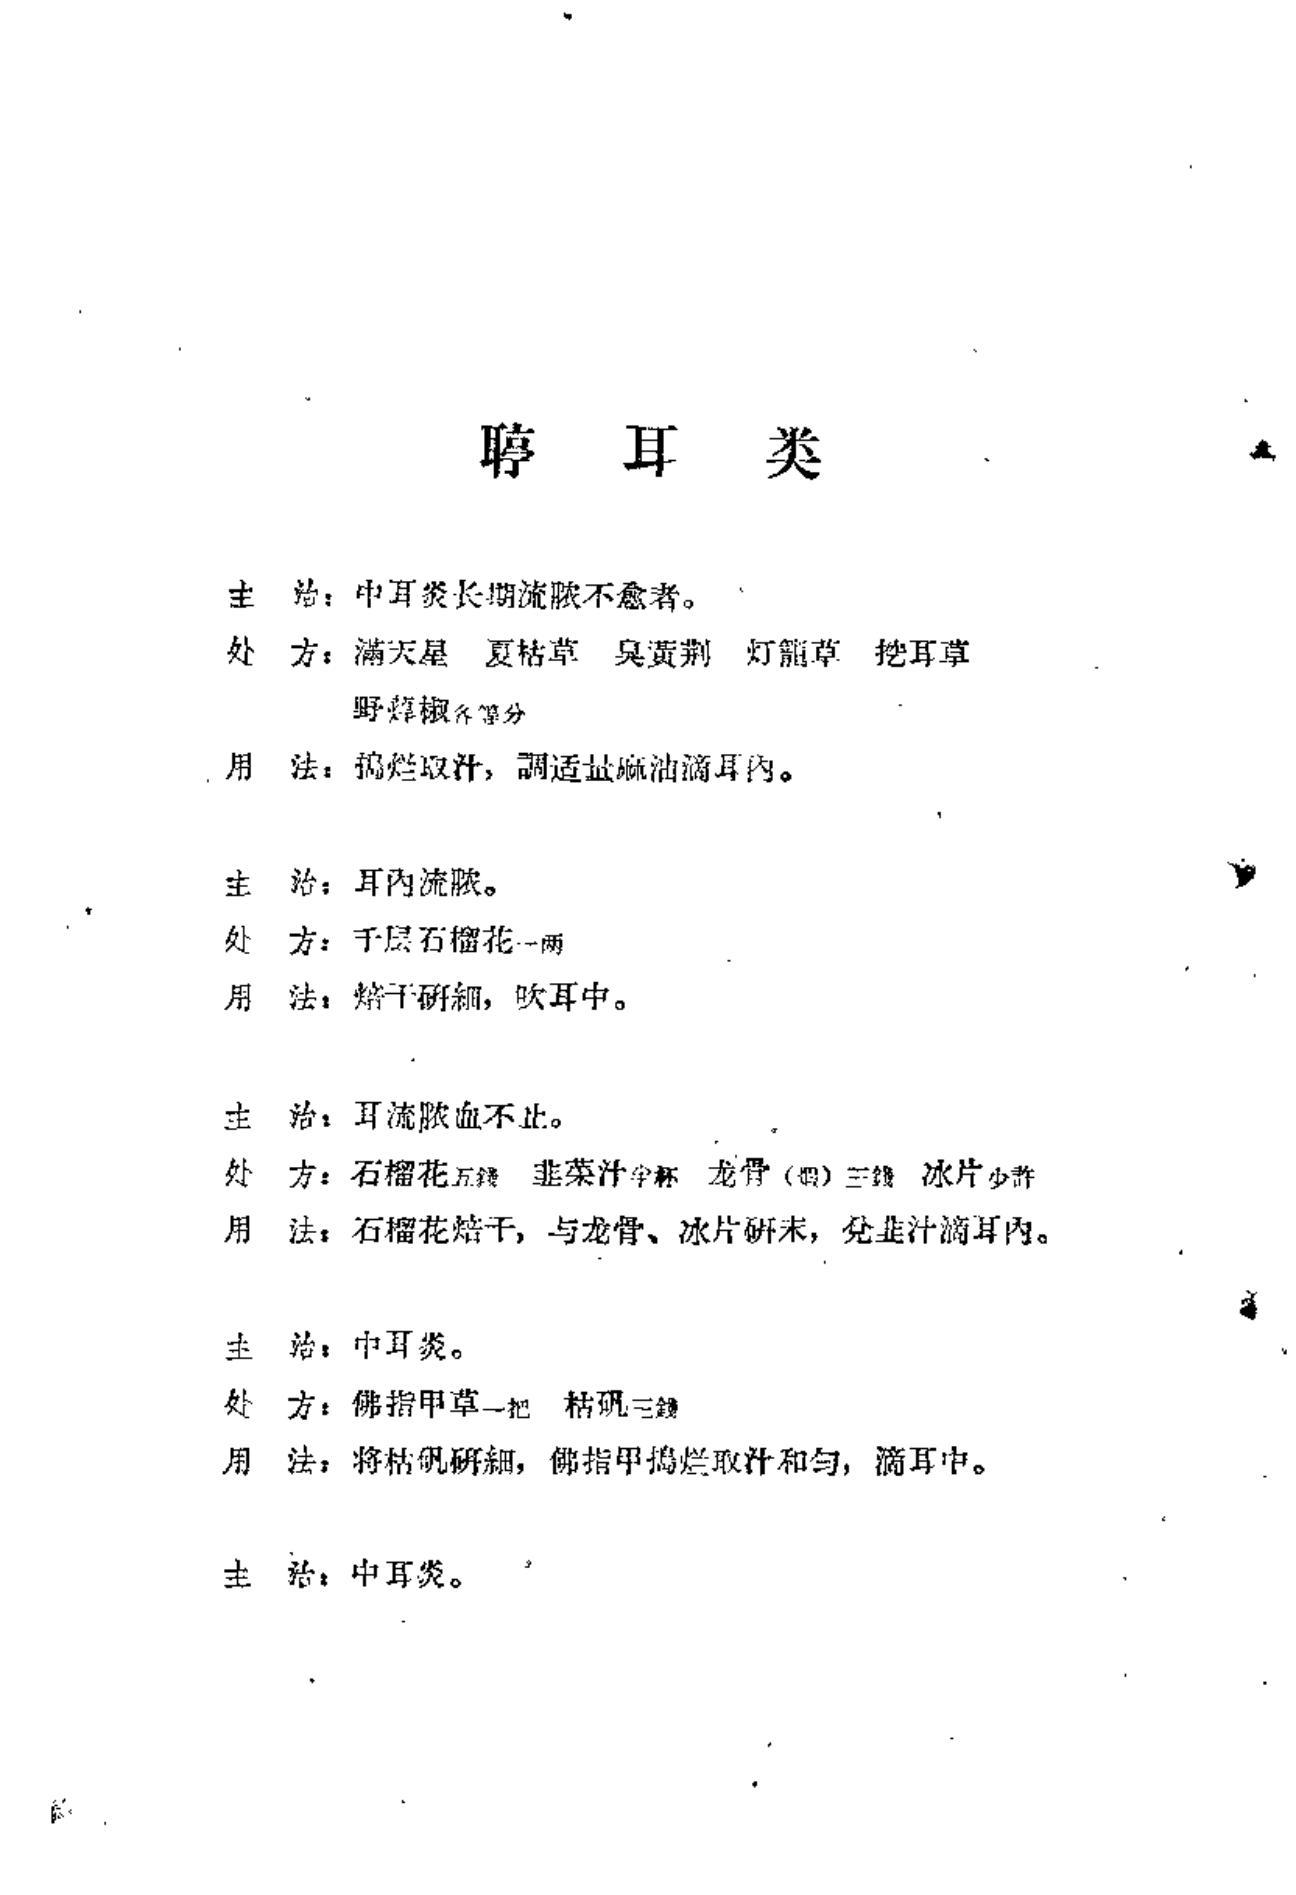 聤 耳 类
主 治：中耳炎长期流脓不愈者。
处 方：滿天星 夏枯草 臭黄荆 灯籠草 挖耳草
野辣椒各等分
用 法：搗烂取汁，調适量麻油滴耳內。
主 治：耳內流脓。
处 方：千层石榴花一两
用 法：焙干研細，吹耳中。
主 治：耳流脓血不止。
处 方：石榴花五錢 韭菜汁半杯 龙骨（煅）三錢 冰片少許
用 法：石榴花焙干，与龙骨、冰片研末，兌韭汁滴耳內。
主 治：中耳炎。
处 方：佛指甲草一把 枯矾三錢
用 法：将枯矾研細，佛指甲搗烂取汁和匀，滴耳中。
主 治：中耳炎。